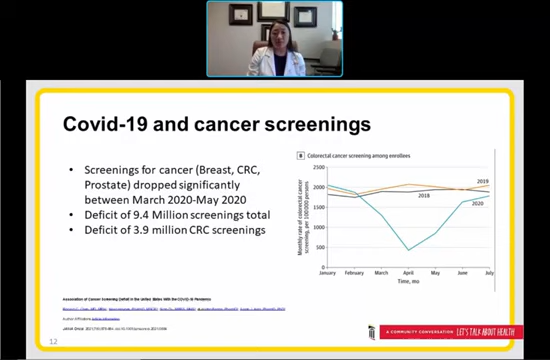 Covid-19 and cancer screenings
• Screenings for cancer (Breast, CRC,
Prostate) dropped significantly
between March 2020-May 2020
• Deficit of 9.4 Million screenings total
• Deficit of 3.9 million CRC screenings
B Colorectal cancer screening among enrollees
Monthly rate of colorectal cancer
screening, per 100 000 persons
2500
2000
1500
1000
500
0
2019
2018
2020
January February March April May June July
Time, mo
Association of Cancer Screening Deficit in the United States With the COVID-19 Pandemic
12
A COMMUNITY CONVERSATION
LET'S TALK ABOUT HEALTH